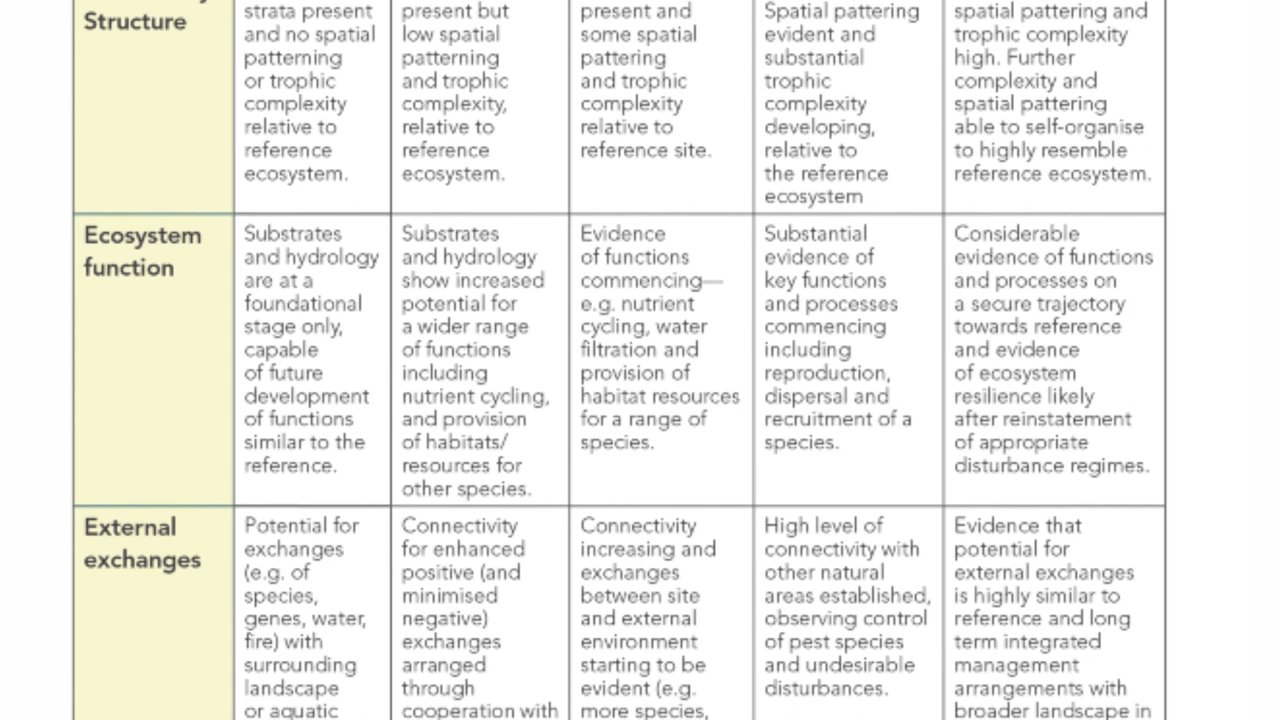 Structure
strata present
and no spatial
patterning
or trophic
complexity
relative to
reference
ecosystem.
present but
low spatial
patterning
and trophic
complexity,
relative to
reference
ecosystem.
present and
some spatial
pattering
and trophic
complexity
relative to
reference site.
Spatial pattering
evident and
substantial
trophic
complexity
developing,
relative to
the reference
ecosystem
spatial pattering and
trophic complexity
high. Further
complexity and
spatial pattering
able to self-organise
to highly resemble
reference ecosystem.
Ecosystem
function
Substrates
and hydrology
are at a
foundational
stage only,
capable
of future
development
of functions
similar to the
reference.
Substrates
and hydrology
show increased
potential for
a wider range
of functions
including
nutrient cycling,
and provision
of habitats/
resources for
other species.
Evidence
of functions
commencing—
e.g. nutrient
cycling, water
filtration and
provision of
habitat resources
for a range of
species.
Substantial
evidence of
key functions
and processes
commencing
including
reproduction,
dispersal and
recruitment of a
species.
Considerable
evidence of functions
and processes on
a secure trajectory
towards reference
and evidence
of ecosystem
resilience likely
after reinstatement
of appropriate
disturbance regimes.
External
exchanges
Potential for
exchanges
(e.g. of
species,
genes, water,
fire) with
surrounding
landscape
or aquatic
Connectivity
for enhanced
positive (and
minimised
negative)
exchanges
arranged
through
cooperation with
Connectivity
increasing and
exchanges
between site
and external
environment
starting to be
evident (e.g.
more species,
High level of
connectivity with
other natural
areas established,
observing control
of pest species
and undesirable
disturbances.
Evidence that
potential for
external exchanges
is highly similar to
reference and long
term integrated
management
arrangements with
broader landscape in